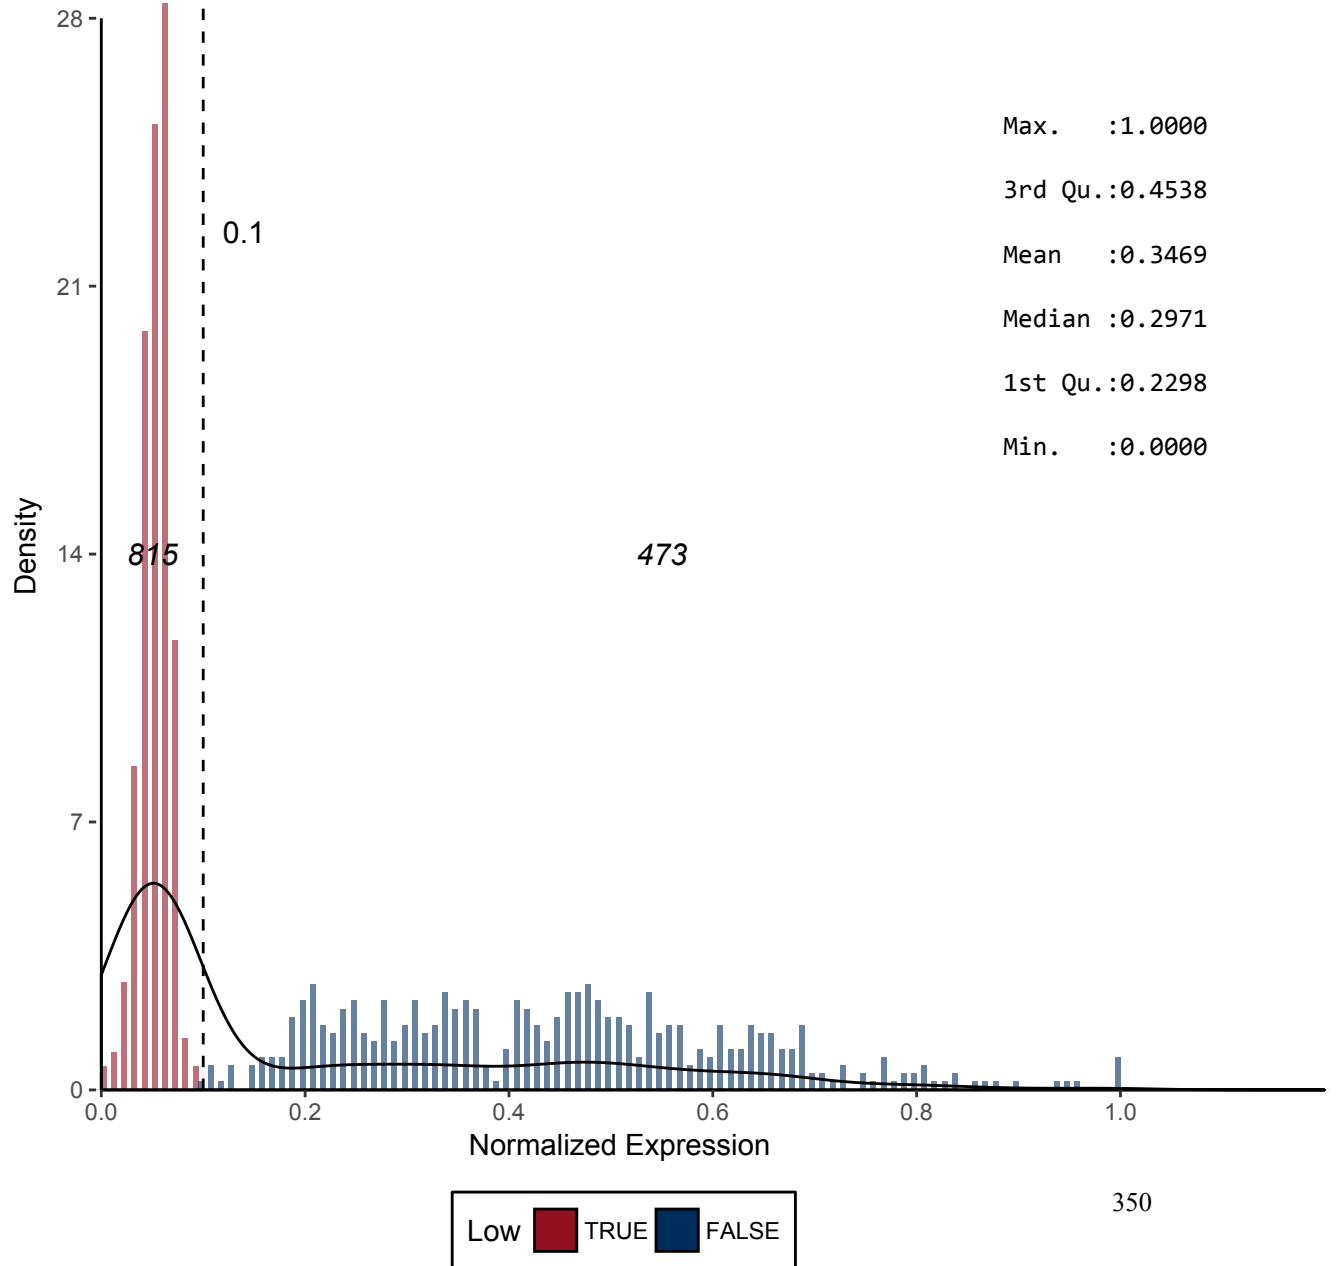 28
Max. :1.0000
3rd Qu.:0.4538
0.1
Mean :0.3469
21
Median :0.2971
1st Qu.:0.2298
Min. :0.0000
Density
14
815
473
7
0
0.0 0.2 0.4 0.6 0.8 1.0
Normalized Expression
350
Low TRUE FALSE